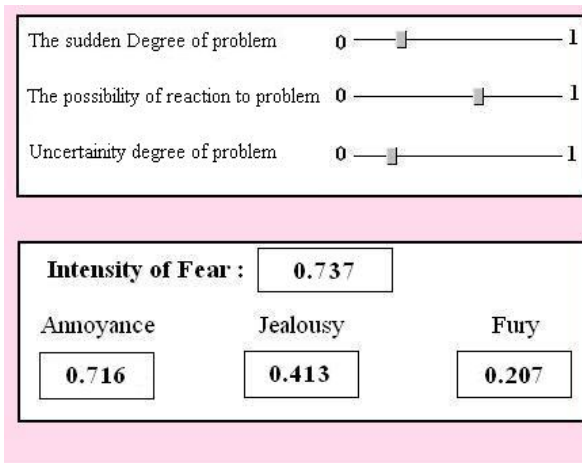 The sudden Degree of problem 0 1
The possibility of reaction to problem 0 1
Uncertainity degree of problem 0 1
Intensity of Fear : 0.737
Annoyance Jealousy Fury
0.716 0.413 0.207